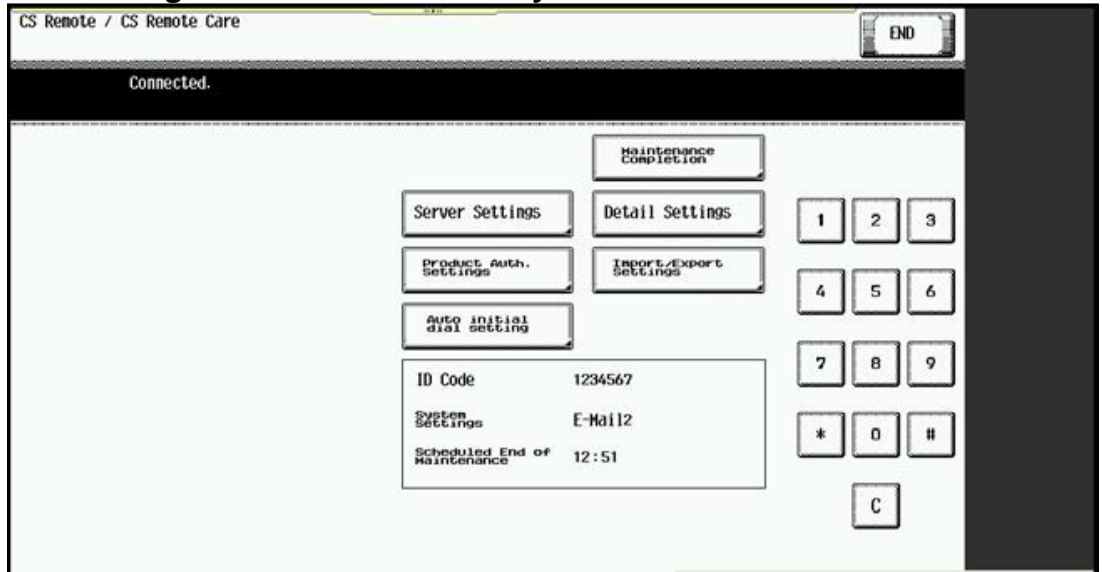 CS Remote / CS Remote Care
END
Connected.
Maintenance
Completion
Server Settings
Detail Settings
1 2 3
Product Auth.
Settings
Import/Export
Settings
4 5 6
Auto initial
dial setting
7 8 9
ID Code 1234567
System
Settings E-Mail2
* 0 #
Scheduled End of
Maintenance 12:51
C